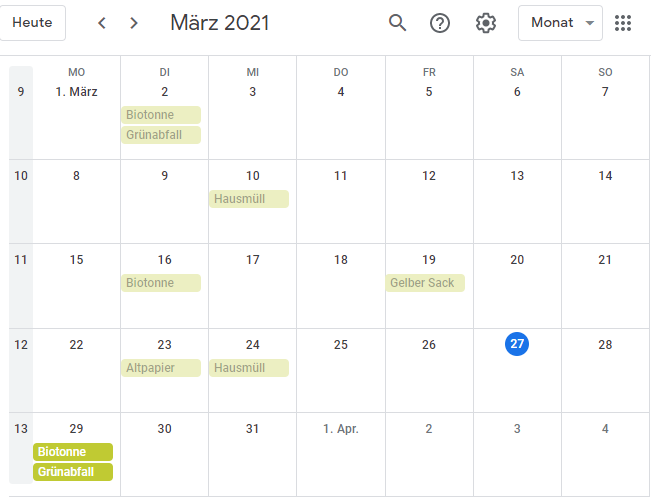 Heute März 2021 Monat
MO DI MI DO FR SA SO
9 1. März 2 3 4 5 6 7
Biotonne
Grünabfall
10 8 9 10 11 12 13 14
Hausmüll
11 15 16 17 18 19 20 21
Biotonne Gelber Sack
12 22 23 24 25 26 27 28
Altpapier Hausmüll
13 29 30 31 1. Apr. 2 3 4
Biotonne
Grünabfall